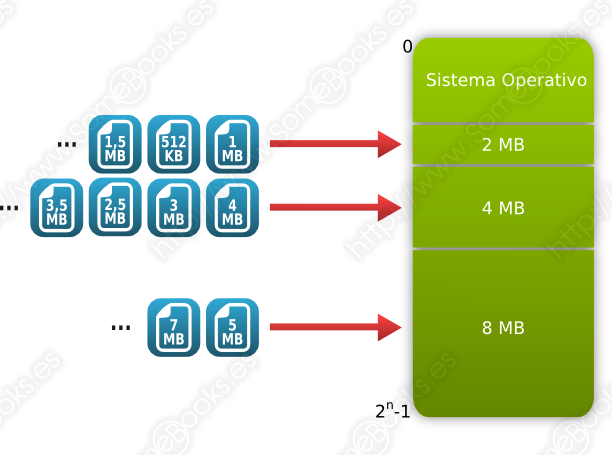 0
Sistema Operativo
... 1,5 MB 512 KB 1 MB 2 MB
... 3,5 MB 2,5 MB 3 MB 4 MB 4 MB
... 7 MB 5 MB 8 MB
2ⁿ-1
http://www.SomeBooks.es